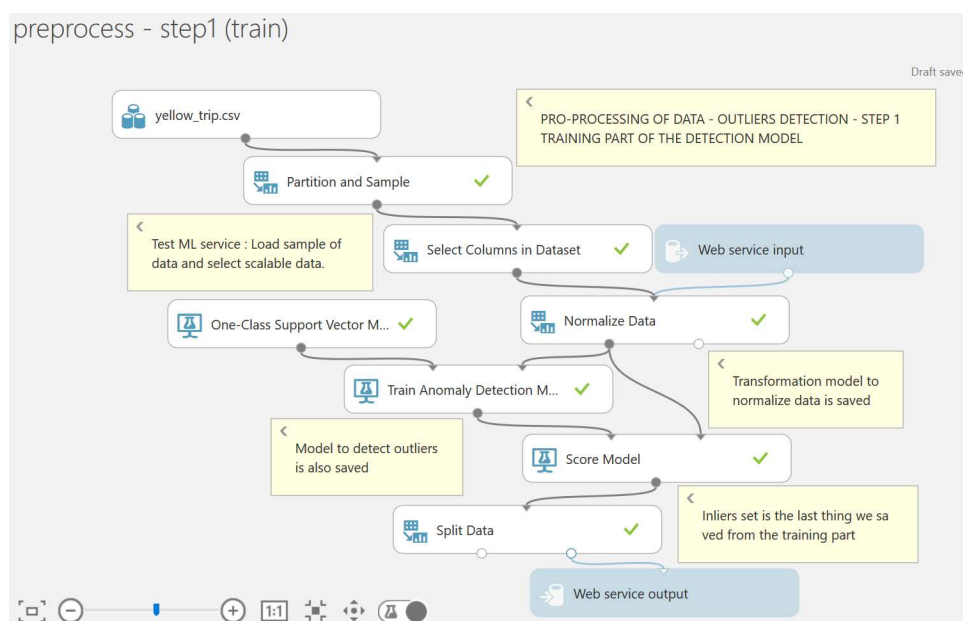 preprocess - step1 (train)
Draft save
yellow_trip.csv
PRO-PROCESSING OF DATA - OUTLIERS DETECTION - STEP 1
TRAINING PART OF THE DETECTION MODEL
Partition and Sample
Test ML service : Load sample of
data and select scalable data.
Select Columns in Dataset
Web service input
One-Class Support Vector M...
Normalize Data
Train Anomaly Detection M...
Transformation model to
normalize data is saved
Model to detect outliers
is also saved
Score Model
Inliers set is the last thing we sa
ved from the training part
Split Data
Web service output
1:1